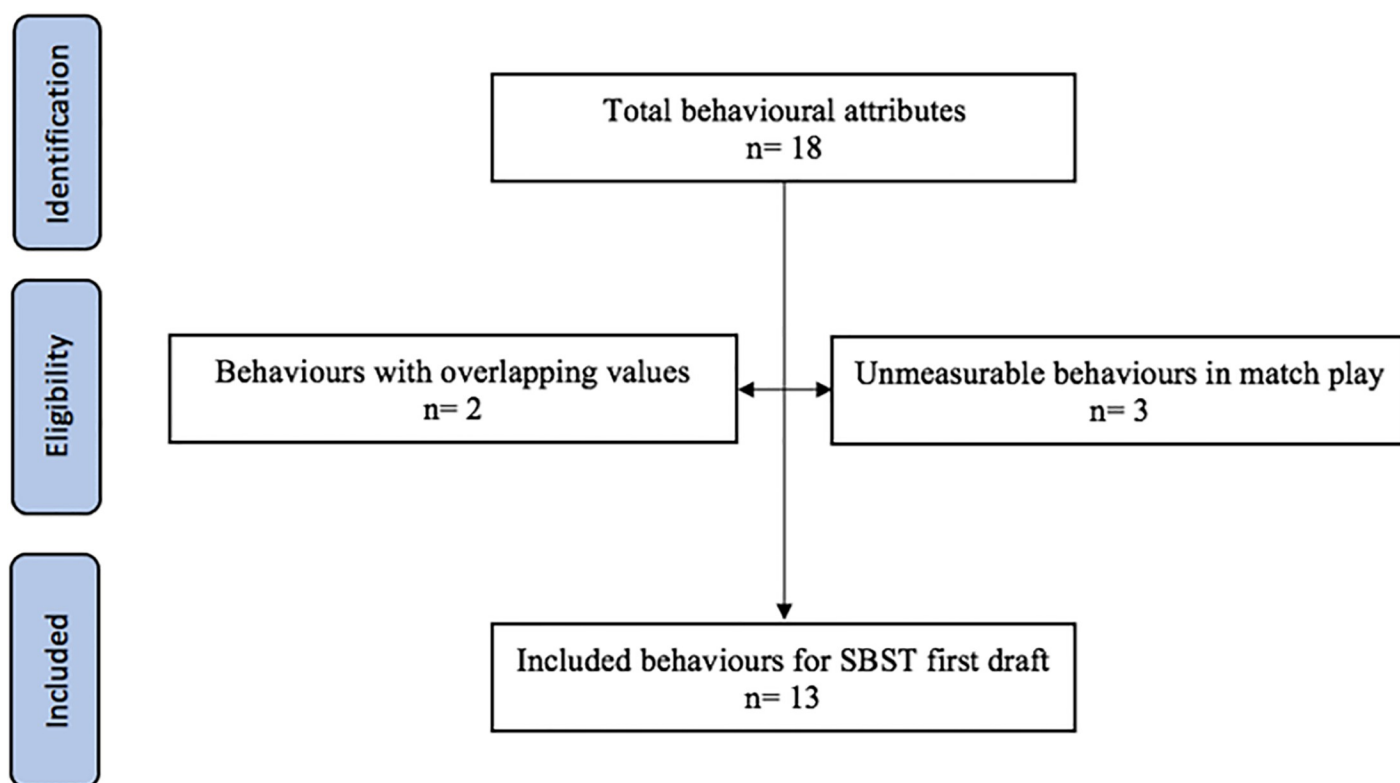 Identification
Total behavioural attributes
n= 18
Eligibility
Behaviours with overlapping values
n= 2
Unmeasurable behaviours in match play
n= 3
Included
Included behaviours for SBST first draft
n= 13